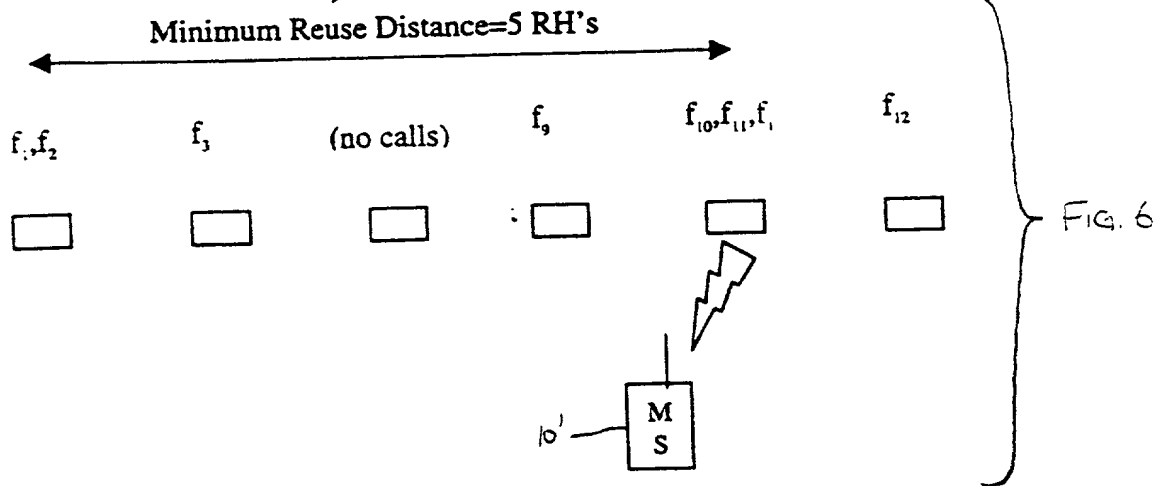 Minimum Reuse Distance=5 RH's
f₁,f₂ f₃ (no calls) f₉ f₁₀,f₁₁,f₁ f₁₂
FIG. 6
10'
M
S